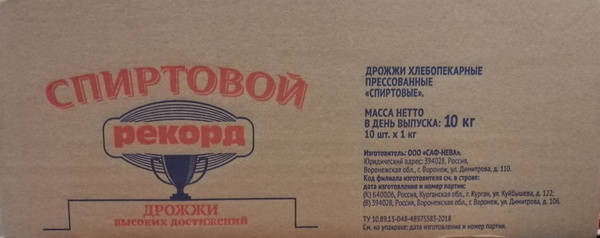 СПИРТОВОЙ
рекорд
ДРОЖЖИ
ВЫСОКИХ ДОСТИЖЕНИЙ
ДРОЖЖИ ХЛЕБОПЕКАРНЫЕ
ПРЕССОВАННЫЕ
«СПИРТОВЫЕ».
МАССА НЕТТО
В ДЕНЬ ВЫПУСКА: 10 кг
10 шт. х 1 кг
Изготовитель: ООО «САФ-НЕВА».
Юридический адрес: 394028, Россия,
Воронежская обл., г. Воронеж, ул. Димитрова, д. 110.
Код филиала изготовителя см. в строке:
дата изготовления и номер партии:
(К) 640006, Россия, Курганская обл., г. Курган, ул. Куйбышева, д. 122;
(В) 394028, Россия, Воронежская обл., г. Воронеж, ул. Димитрова, д. 106.
ТУ 10.89.13-048-48975583-2018
См. на упаковке: дата изготовления и номер партии.